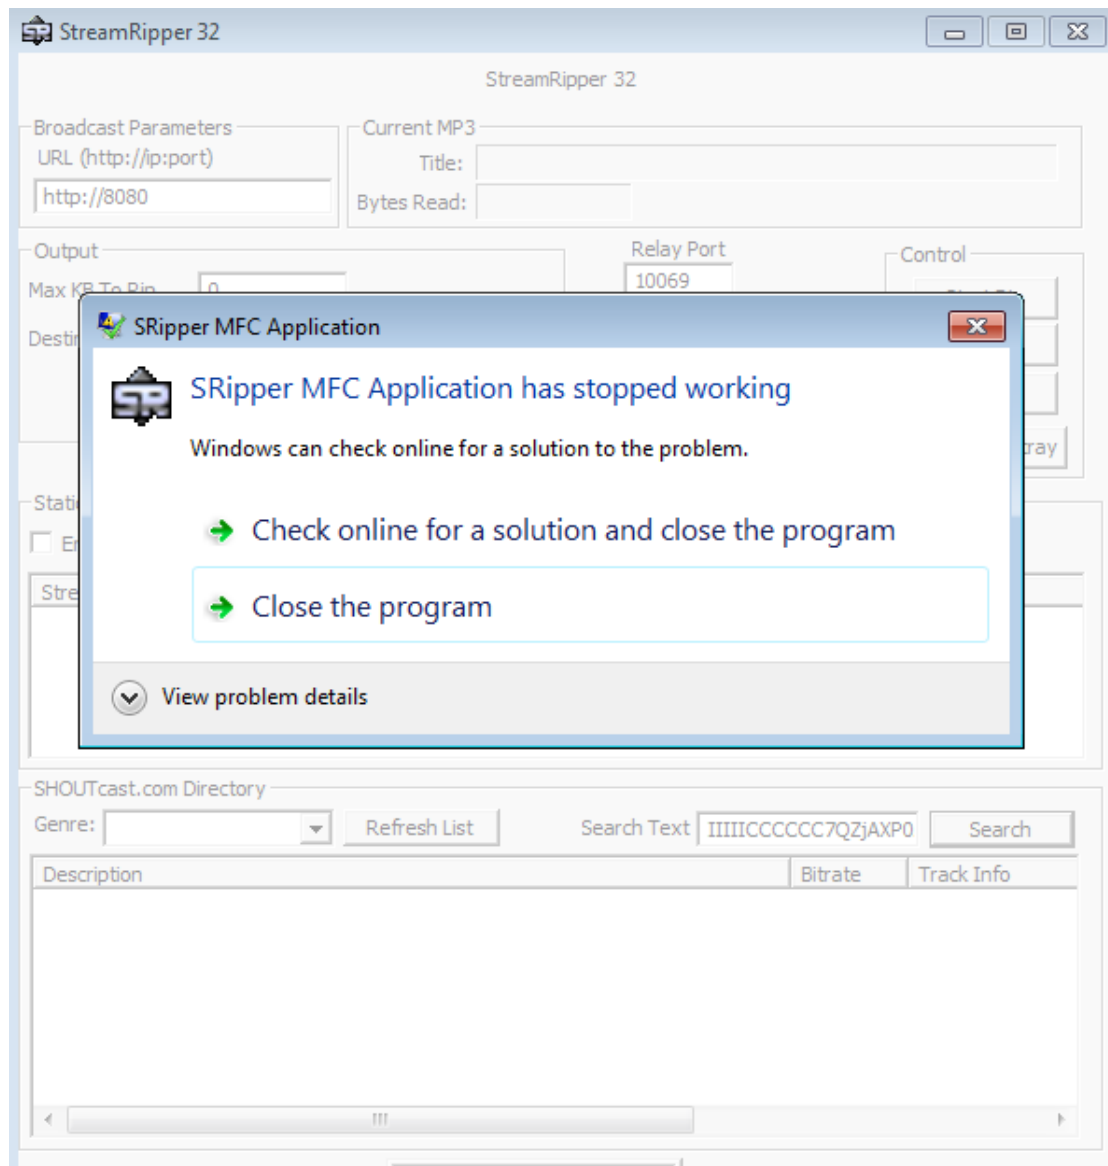 StreamRipper 32
StreamRipper 32
Broadcast Parameters
Current MP3
URL (http://ip:port)
Title:
http://8080
Bytes Read:
Output
Relay Port
Control
10069
SRipper MFC Application
SRipper MFC Application has stopped working
Windows can check online for a solution to the problem.
Check online for a solution and close the program
Close the program
View problem details
SHOUTcast.com Directory
Genre:
Refresh List
Search Text
IIIIICCCCCC7QZjAXP0
Search
Description
Bitrate
Track Info